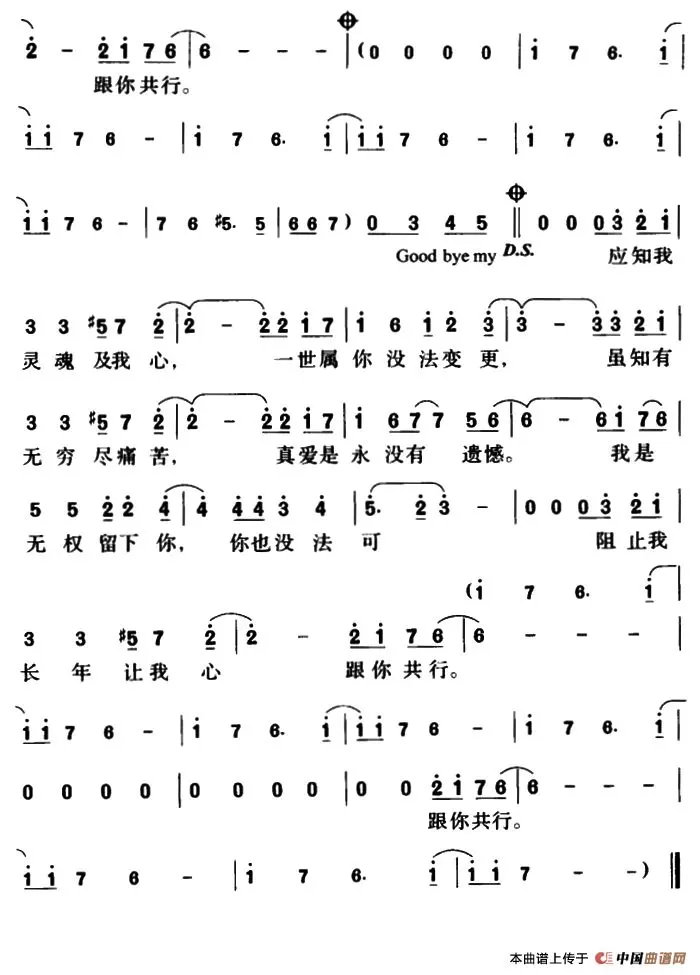 2 - 2 1 7 6 | 6 - - - | (0 0 0 0 | 1 7 6. 1 |
跟你共行。
1 1 7 6 - | 1 7 6. 1 | 1 1 7 6 - | 1 7 6. 1 |
1 1 7 6 - | 7 6 #5. 5 | 6 6 7) 0 3 4 5 || 0 0 0 3 2 1 |
Good bye my D.S. 应知我
3 3 #5 7 2 | 2 - 2 2 1 7 | 1 6 1 2 3 | 3 - 3 3 2 1 |
灵魂及我心, 一世属你没法变更, 虽知有
3 3 #5 7 2 | 2 - 2 2 1 7 | 1 6 7 7 5 6 | 6 - 6 1 7 6 |
无穷尽痛苦, 真爱是永没有遗憾。 我是
5 5 2 2 4 | 4 4 4 3 4 | 5. 2 3 - | 0 0 0 3 2 1 |
无权留下你, 你也没法可 阻止我
(1 7 6. 1
3 3 #5 7 2 | 2 - 2 1 7 6 | 6 - - - |
长年让我心 跟你共行。
1 1 7 6 - | 1 7 6. 1 | 1 1 7 6 - | 1 7 6. 1 |
0 0 0 0 | 0 0 0 0 | 0 0 2 1 7 6 | 6 - - - |
跟你共行。
1 1 7 6 - | 1 7 6. 1 | 1 1 7 - -) ||
本曲谱上传于 中国曲谱网